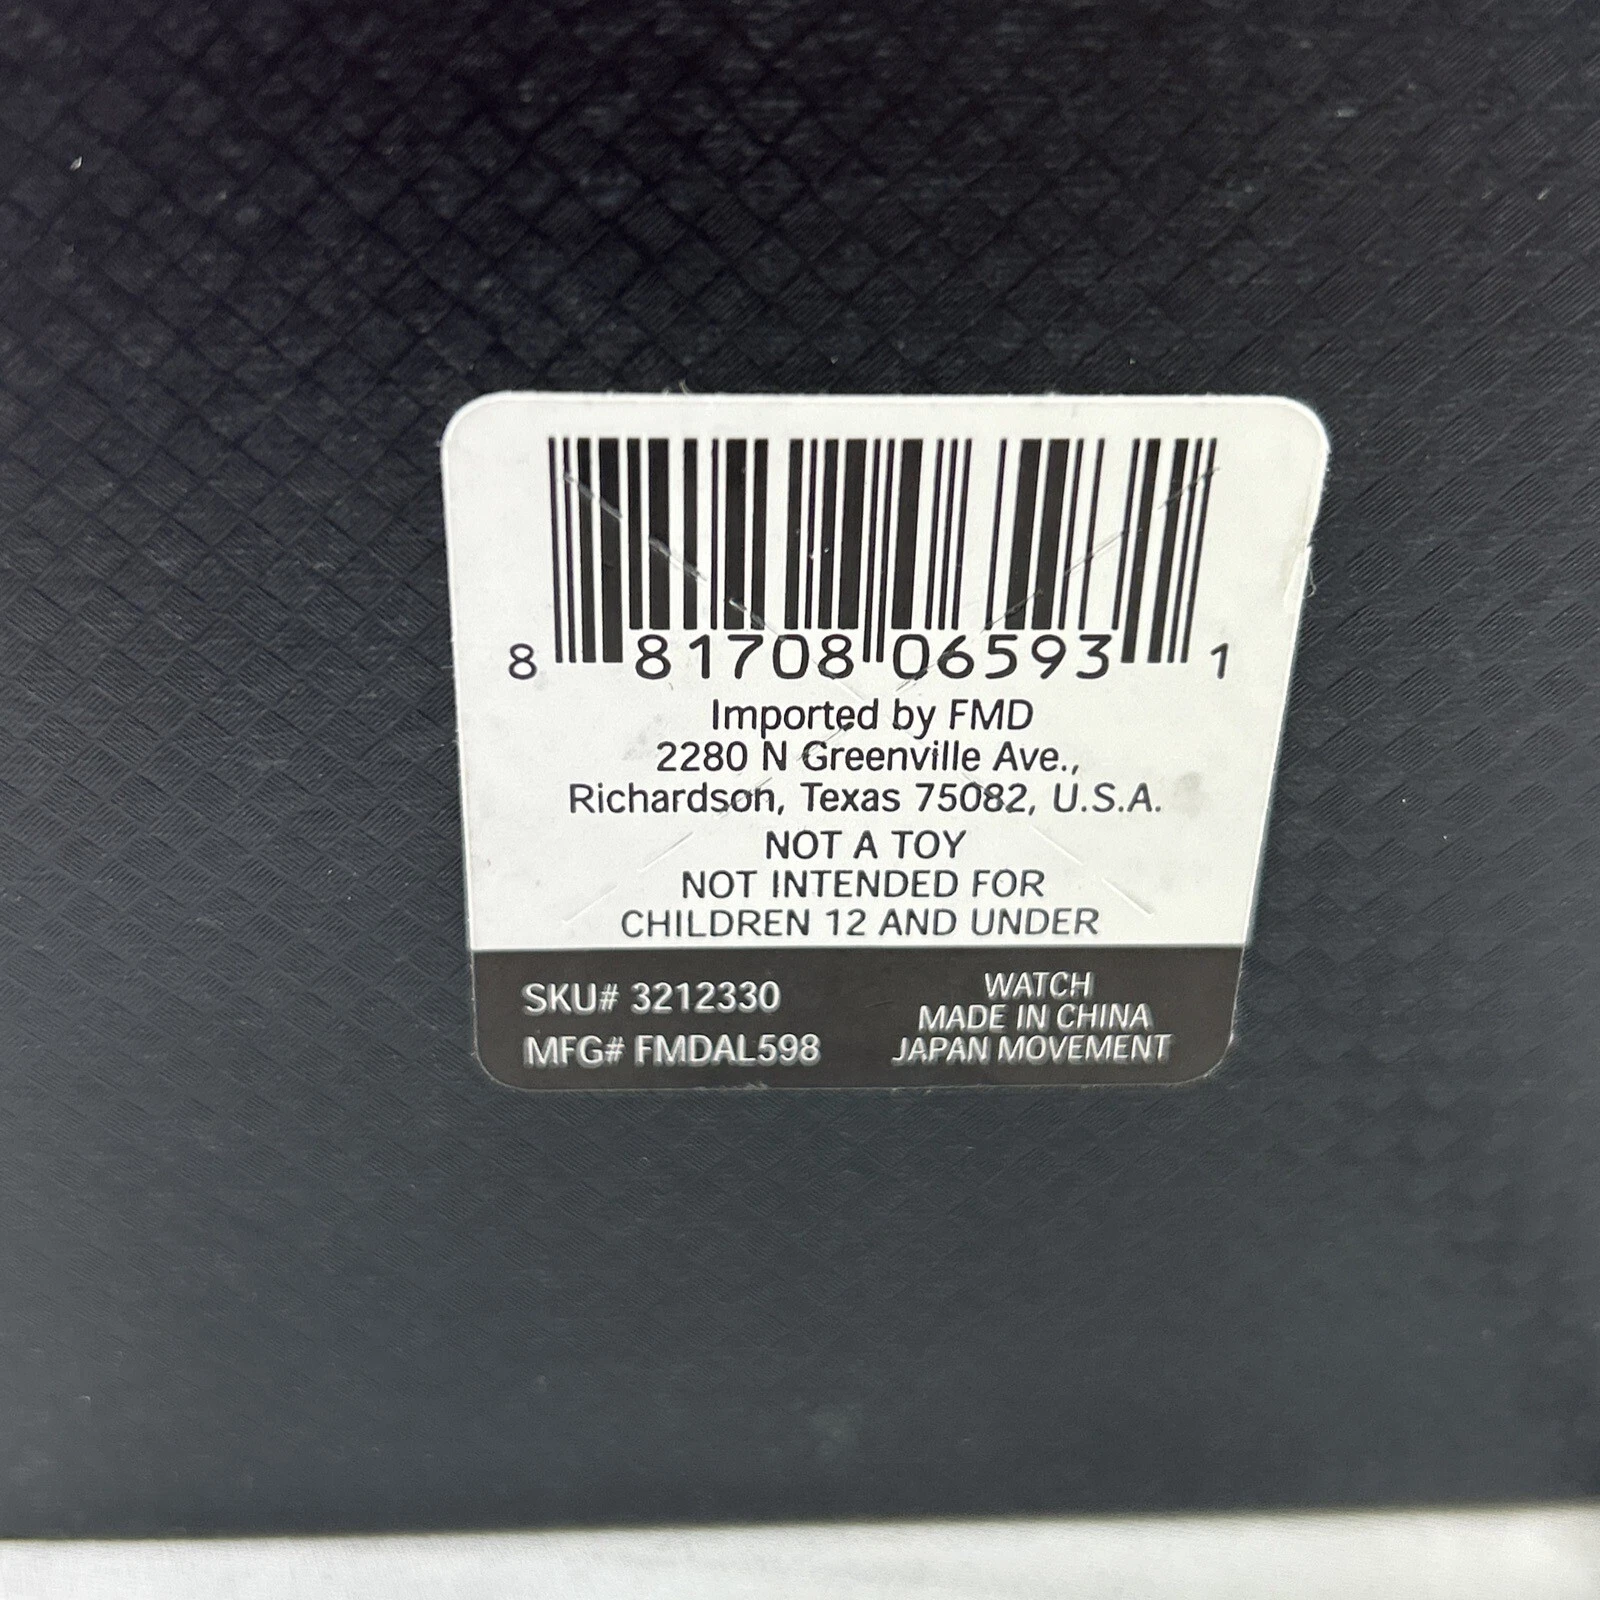 8 81708 06593 1
Imported by FMD
2280 N Greenville Ave.,
Richardson, Texas 75082, U.S.A.
NOT A TOY
NOT INTENDED FOR
CHILDREN 12 AND UNDER
SKU# 3212330
MFG# FMDAL598
WATCH
MADE IN CHINA
JAPAN MOVEMENT